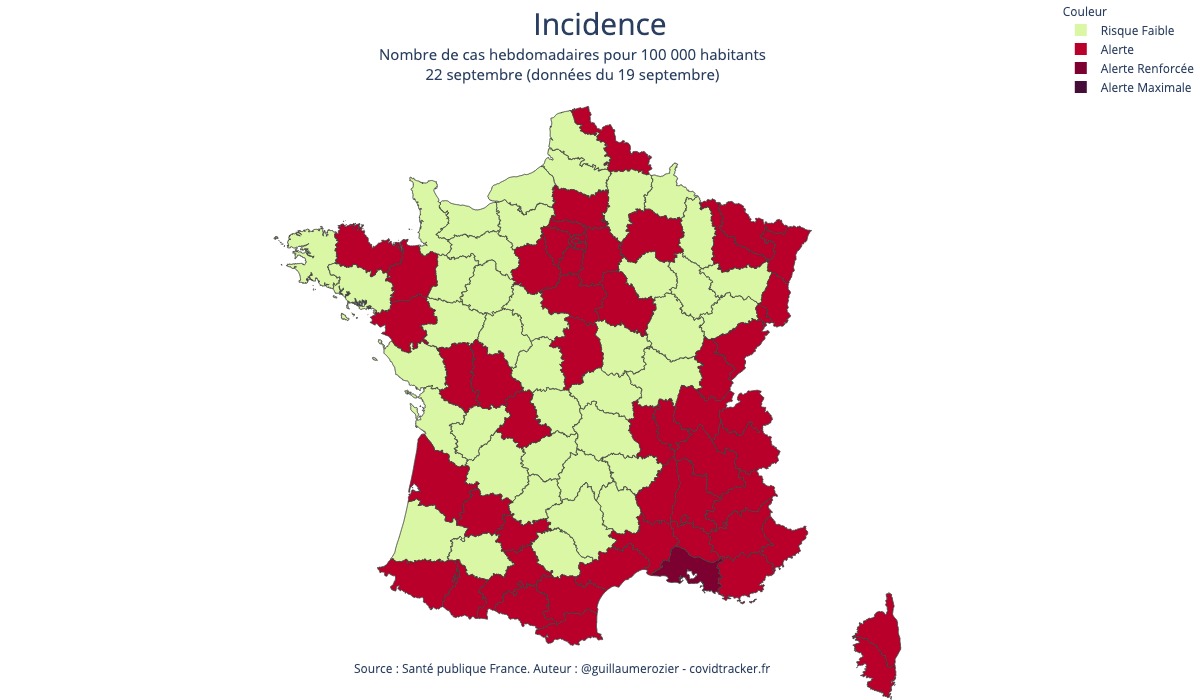 Incidence
Nombre de cas hebdomadaires pour 100 000 habitants
22 septembre (données du 19 septembre)
Couleur
Risque Faible
Alerte
Alerte Renforcée
Alerte Maximale
Source : Santé publique France. Auteur : @guillaumerozier - covidtracker.fr